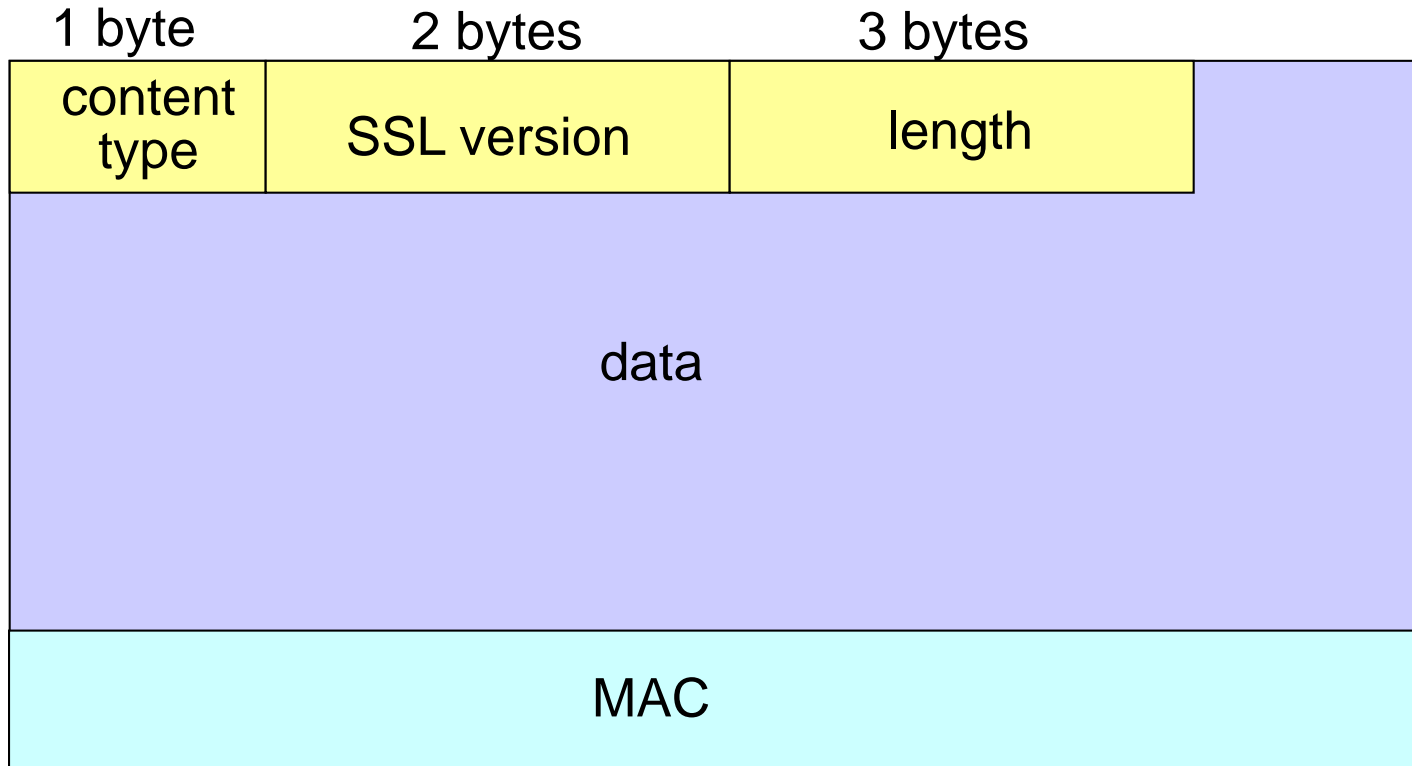 1 byte 2 bytes 3 bytes
content
type
SSL version
length
data
MAC